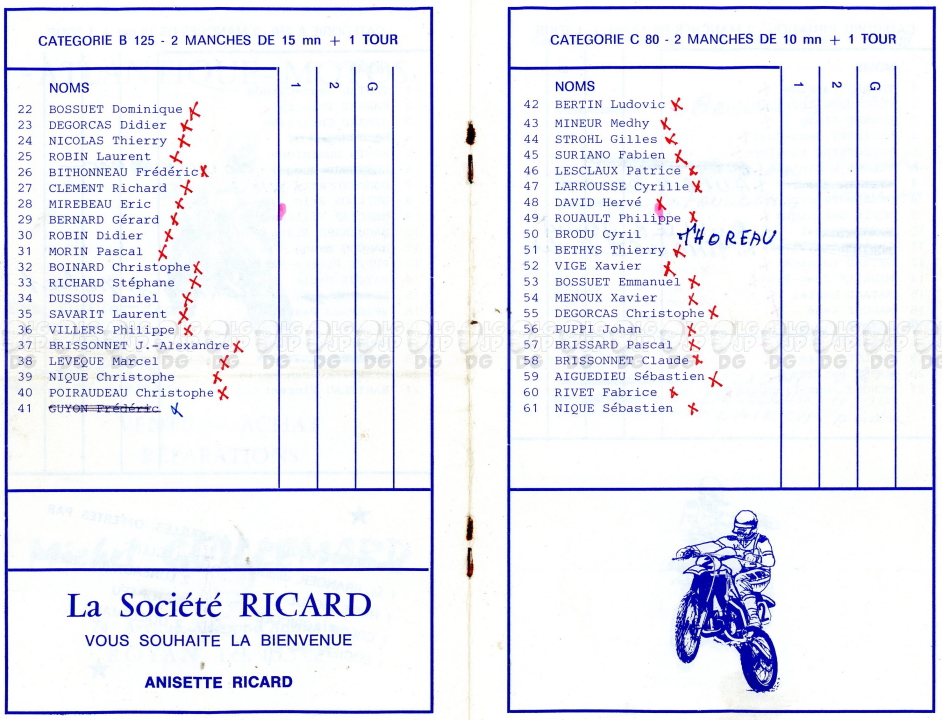 CATEGORIE B 125 - 2 MANCHES DE 15 mn + 1 TOUR
NOMS 1 2 G
22 BOSSUET Dominique
23 DEGORCAS Didier
24 NICOLAS Thierry
25 ROBIN Laurent
26 BITHONNEAU Frédéric
27 CLEMENT Richard
28 MIREBEAU Eric
29 BERNARD Gérard
30 ROBIN Didier
31 MORIN Pascal
32 BOINARD Christophe
33 RICHARD Stéphane
34 DUSSOUS Daniel
35 SAVARIT Laurent
36 VILLERS Philippe
37 BRISSONNET J.-Alexandre
38 LEVEQUE Marcel
39 NIQUE Christophe
40 POIRAUDEAU Christophe
41 GUYON Frédéric
La Société RICARD
VOUS SOUHAITE LA BIENVENUE
ANISETTE RICARD
CATEGORIE C 80 - 2 MANCHES DE 10 mn + 1 TOUR
NOMS 1 2 G
42 BERTIN Ludovic
43 MINEUR Medhy
44 STROHL Gilles
45 SURIANO Fabien
46 LESCLAUX Patrice
47 LARROUSSE Cyrille
48 DAVID Hervé
49 ROUAULT Philippe
50 BRODU Cyril THOREAU
51 BETHYS Thierry
52 VIGE Xavier
53 BOSSUET Emmanuel
54 MENOUX Xavier
55 DEGORCAS Christophe
56 PUPPI Johan
57 BRISSARD Pascal
58 BRISSONNET Claude
59 AIGUEDIEU Sébastien
60 RIVET Fabrice
61 NIQUE Sébastien